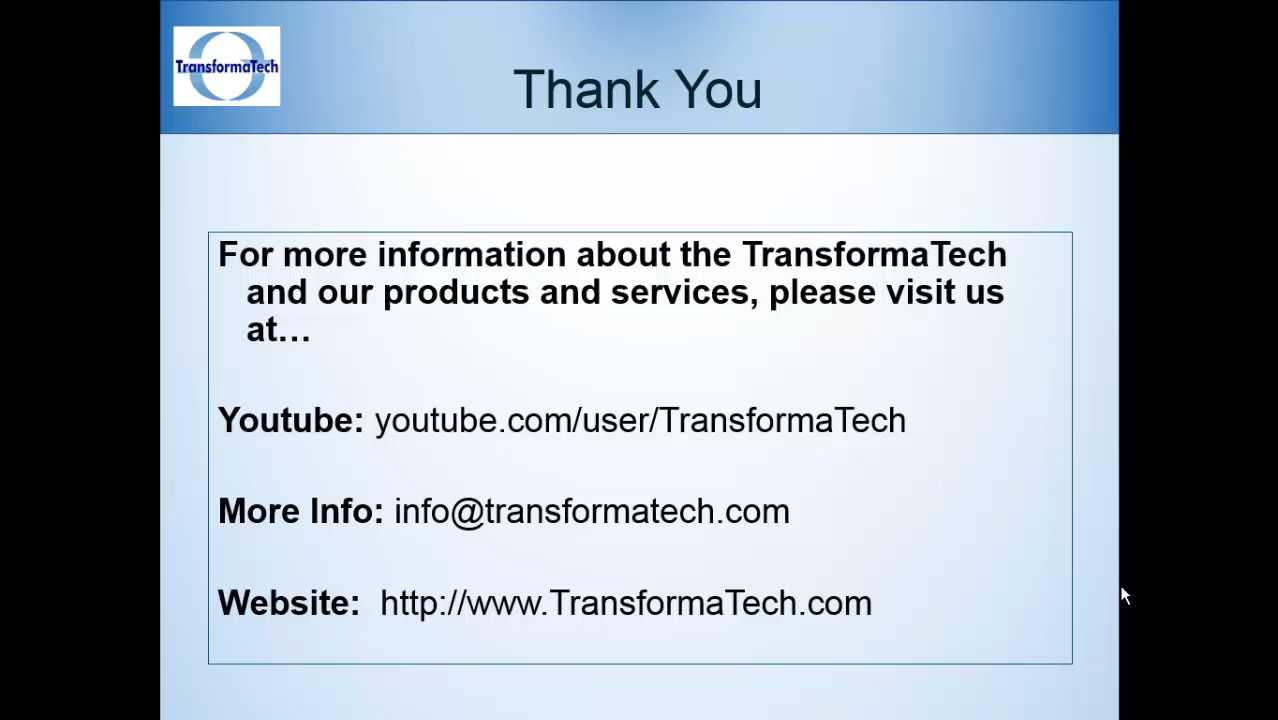 TransformaTech
Thank You
For more information about the TransformaTech
and our products and services, please visit us
at…
Youtube: youtube.com/user/TransformaTech
More Info: info@transformatech.com
Website: http://www.TransformaTech.com